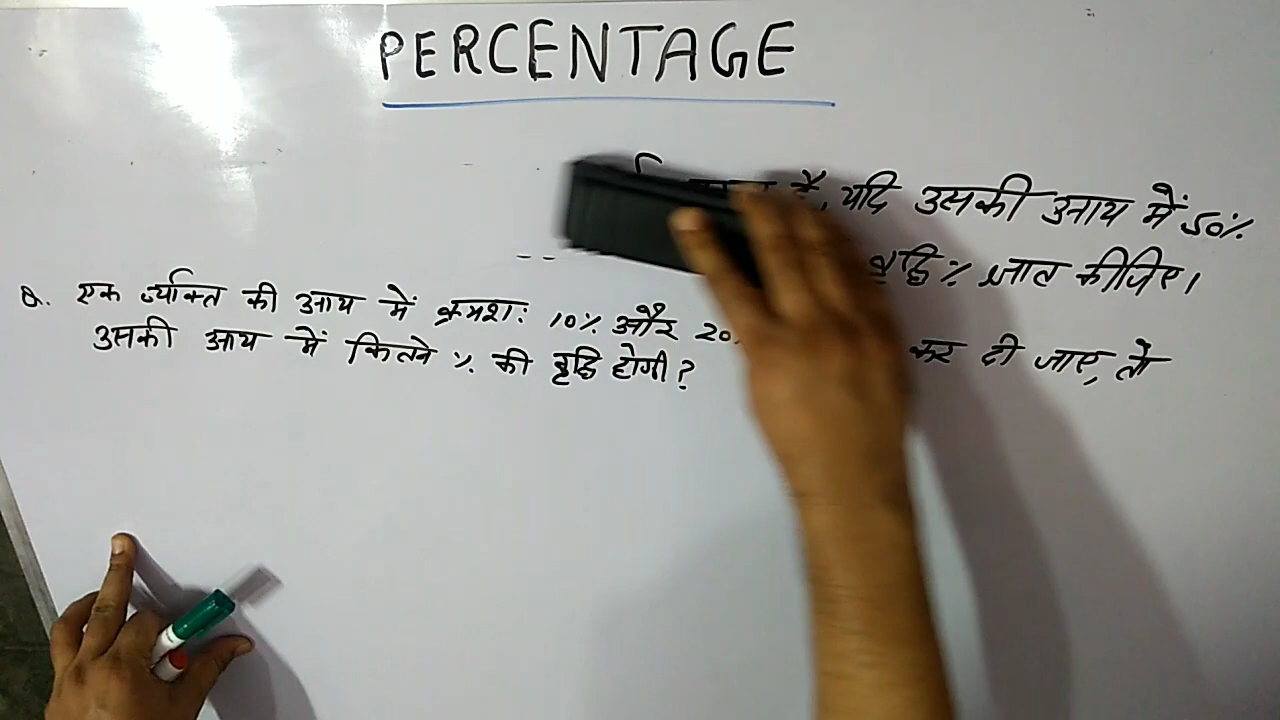 PERCENTAGE
यदि उसकी आय में 50%
वृद्धि % ज्ञात कीजिए।
Q. एक व्यक्ति की आय में क्रमशः 10% और 20 कर दी जाए, तो
उसकी आय में कितने % की वृद्धि होगी?